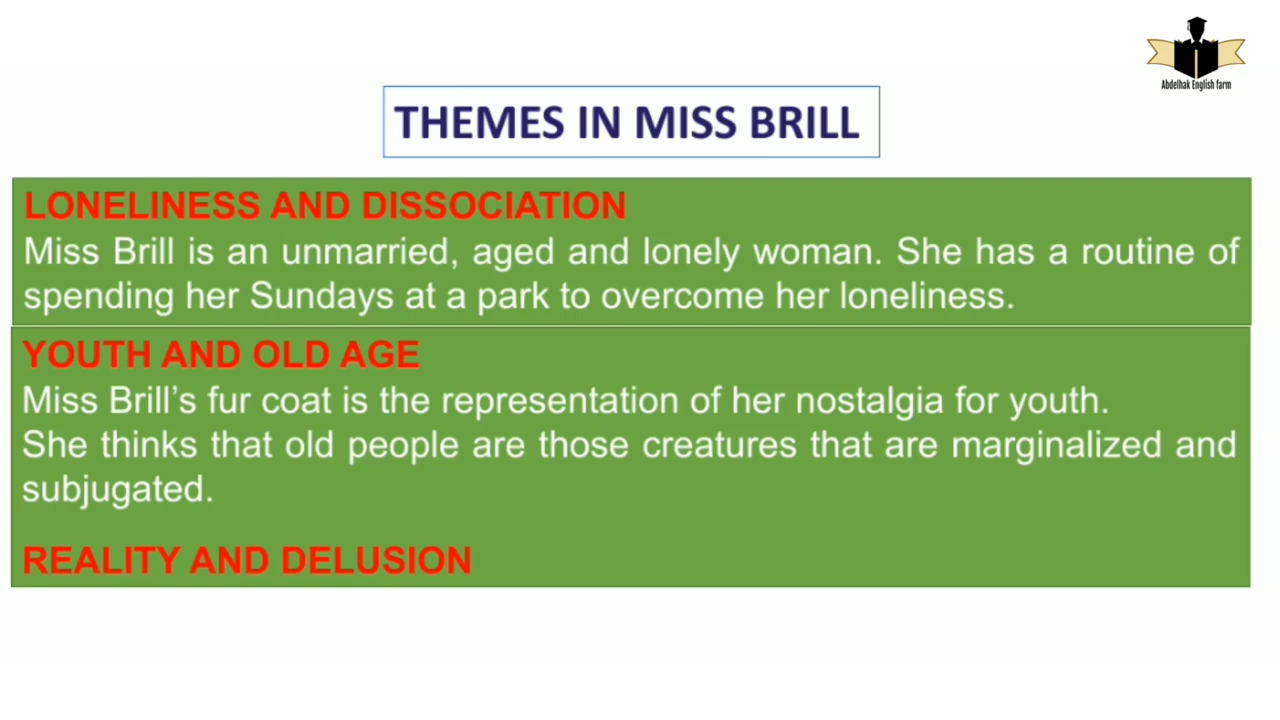 Abdelhak English farm
THEMES IN MISS BRILL
LONELINESS AND DISSOCIATION
Miss Brill is an unmarried, aged and lonely woman. She has a routine of
spending her Sundays at a park to overcome her loneliness.
YOUTH AND OLD AGE
Miss Brill’s fur coat is the representation of her nostalgia for youth.
She thinks that old people are those creatures that are marginalized and
subjugated.
REALITY AND DELUSION